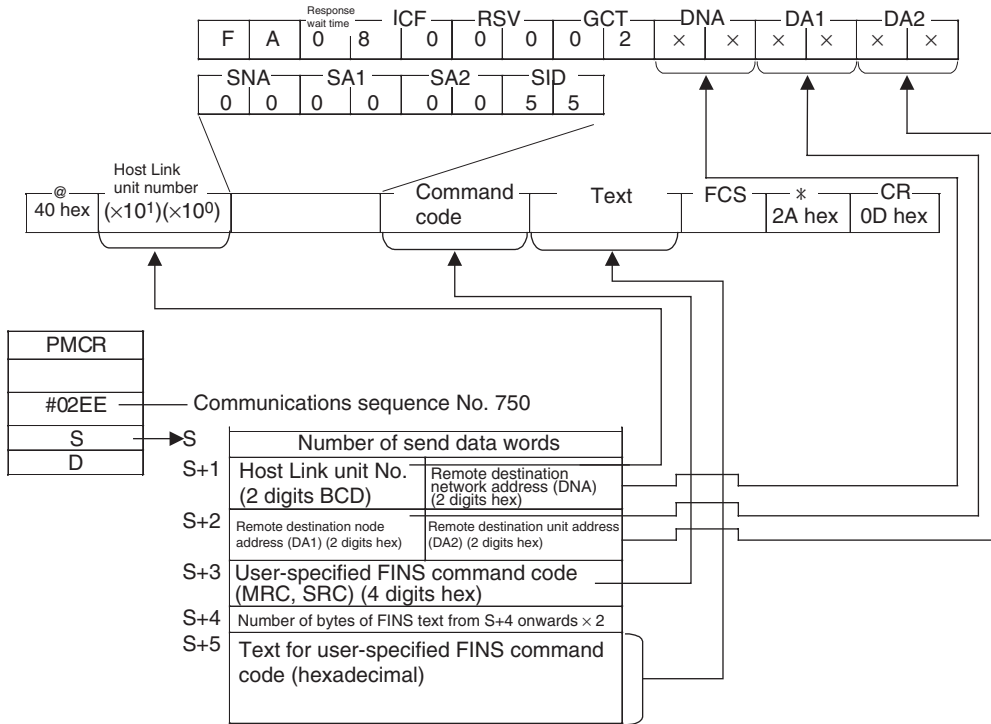 Response wait time ICF RSV GCT DNA DA1 DA2
F A 0 8 0 0 0 0 2 × × × × × ×
SNA SA1 SA2 SID
0 0 0 0 0 0 5 5
@ Host Link unit number Command code Text FCS * CR
40 hex (×10¹)(×10⁰) 2A hex 0D hex
PMCR
#02EE Communications sequence No. 750
S S Number of send data words
D
S+1 Host Link unit No. (2 digits BCD) Remote destination network address (DNA) (2 digits hex)
S+2 Remote destination node address (DA1) (2 digits hex) Remote destination unit address (DA2) (2 digits hex)
S+3 User-specified FINS command code (MRC, SRC) (4 digits hex)
S+4 Number of bytes of FINS text from S+4 onwards × 2
S+5 Text for user-specified FINS command code (hexadecimal)